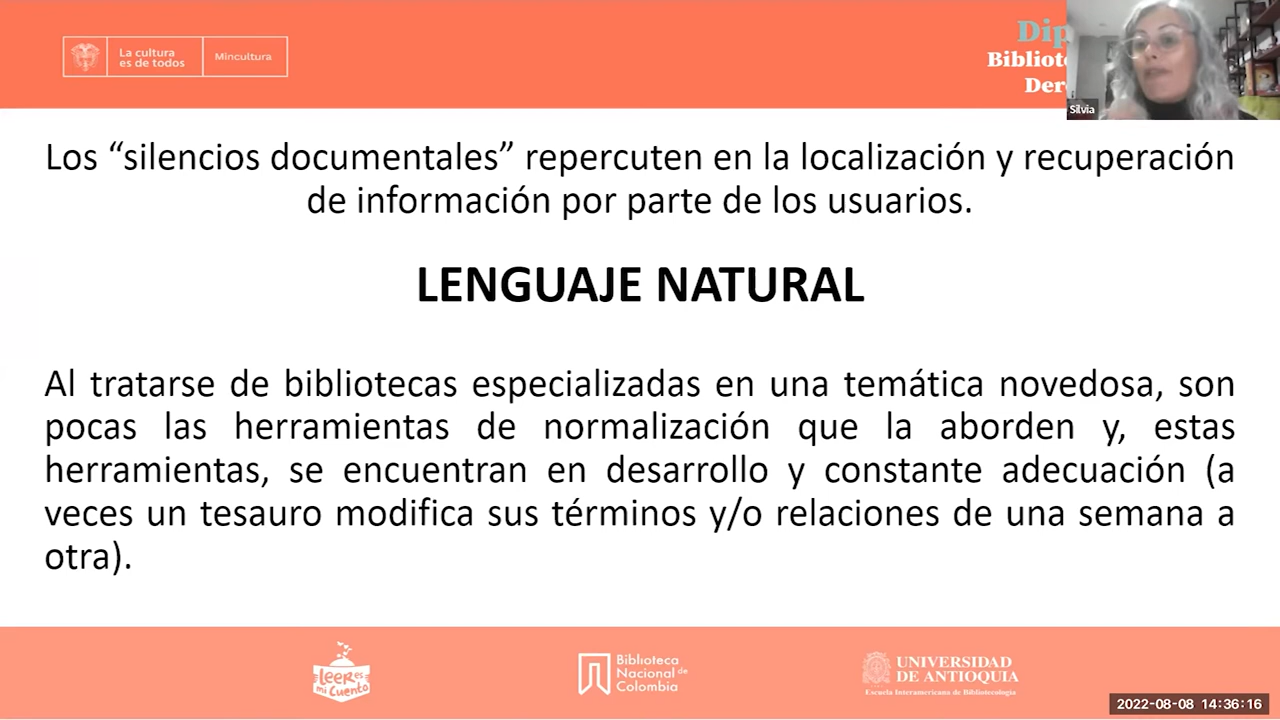 La cultura
es de todos
Mincultura
Silvia
Los “silencios documentales” repercuten en la localización y recuperación
de información por parte de los usuarios.
LENGUAJE NATURAL
Al tratarse de bibliotecas especializadas en una temática novedosa, son
pocas las herramientas de normalización que la aborden y, estas
herramientas, se encuentran en desarrollo y constante adecuación (a
veces un tesauro modifica sus términos y/o relaciones de una semana a
otra).
Leer es
mi Cuento
Biblioteca
Nacional de
Colombia
UNIVERSIDAD
DE ANTIOQUIA
Escuela Interamericana de Bibliotecología
2022-08-08 14:36:16